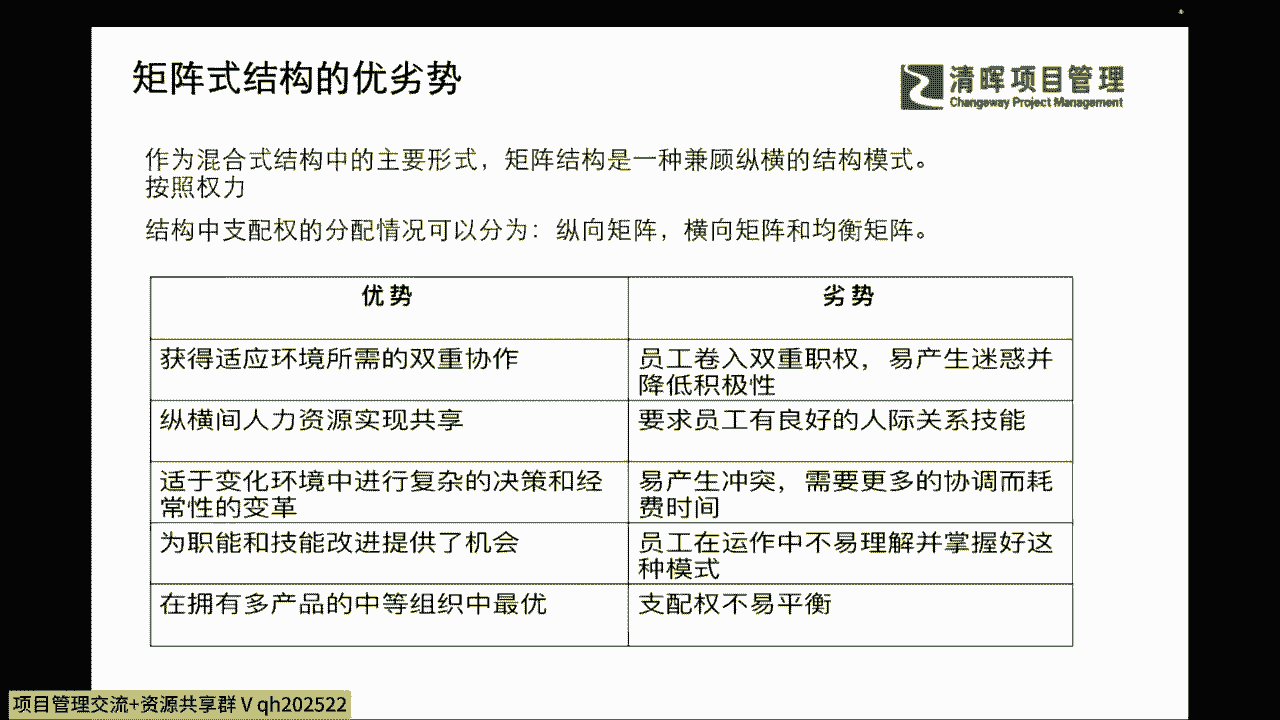 矩阵式结构的优劣势
清晖项目管理
Changeway Project Management
作为混合式结构中的主要形式，矩阵结构是一种兼顾纵横的结构模式。
按照权力
结构中支配权的分配情况可以分为：纵向矩阵，横向矩阵和均衡矩阵。
优势
劣势
获得适应环境所需的双重协作
员工卷入双重职权，易产生迷惑并
降低积极性
纵横间人力资源实现共享
要求员工有良好的人际关系技能
适于变化环境中进行复杂的决策和经
常性的变革
易产生冲突，需要更多的协调而耗
费时间
为职能和技能改进提供了机会
员工在运作中不易理解并掌握好这
种模式
在拥有多产品的中等组织中最优
支配权不易平衡
项目管理交流+资源共享群 V qh202522